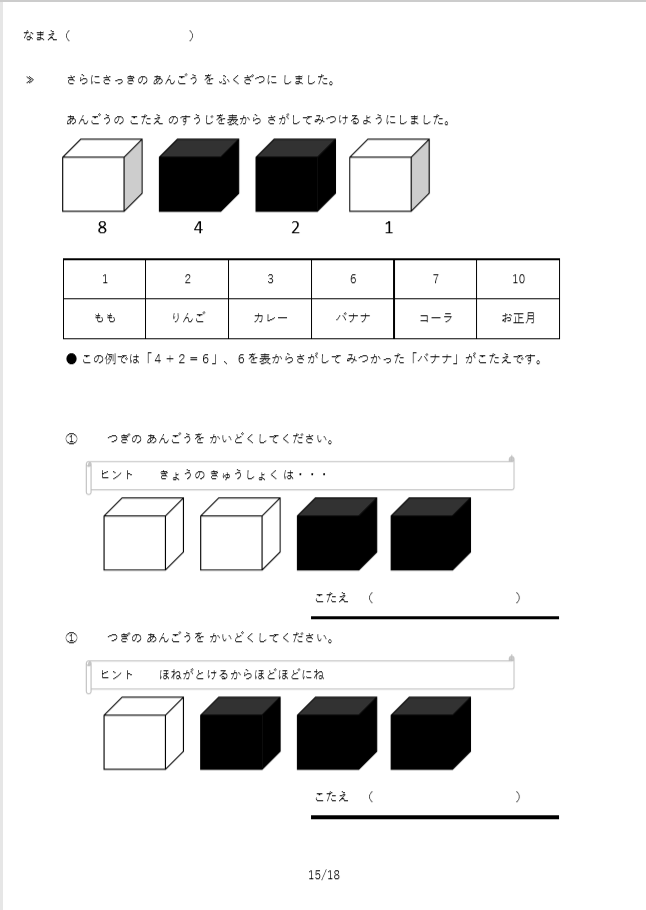 なまえ（　　　　　　　　　）
≫　さらにさっきの あんごう を ふくざつに しました。
あんごうの こたえ のすうじを表から さがしてみつけるようにしました。
8　4　2　1
1　2　3　6　7　10
もも　りんご　カレー　バナナ　コーラ　お正月
● この例では「４＋２＝６」、６を表からさがして みつかった「バナナ」がこたえです。
①　つぎの あんごうを かいどくしてください。
ヒント　きょうの きゅうしょく は・・・
こたえ　（　　　　　　　　　）
①　つぎの あんごうを かいどくしてください。
ヒント　ほねがとけるからほどほどにね
こたえ　（　　　　　　　　　）
15/18